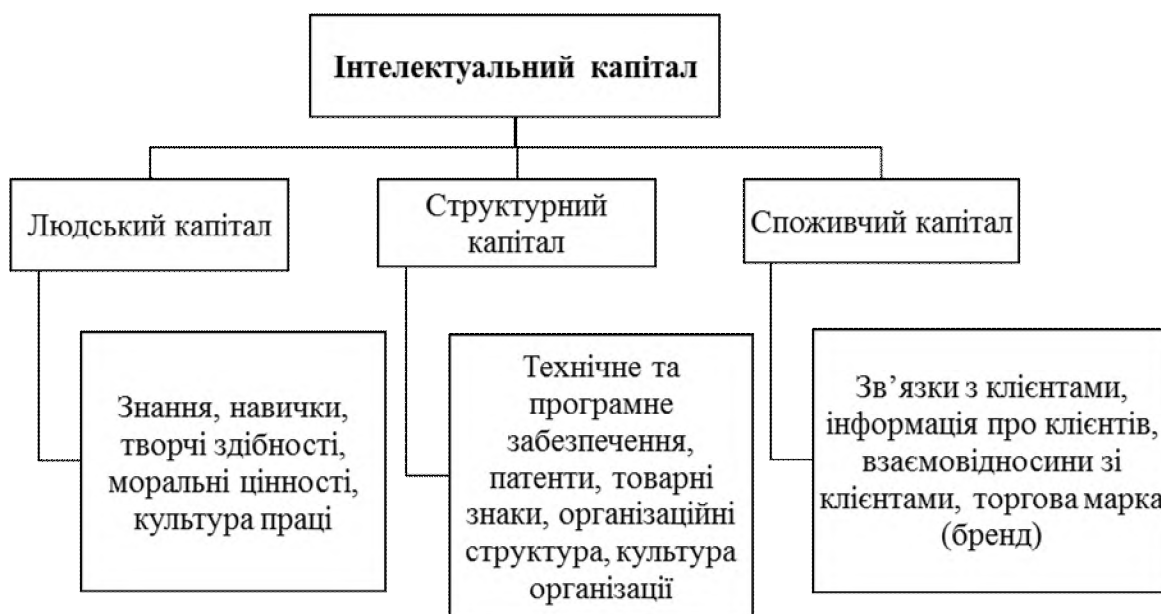 Інтелектуальний капітал
Людський капітал
Структурний
капітал
Споживчий капітал
Знання, навички,
творчі здібності,
моральні цінності,
культура праці
Технічне та
програмне
забезпечення,
патенти, товарні
знаки, організаційні
структура, культура
організації
Зв’язки з клієнтами,
інформація про клієнтів,
взаємовідносини зі
клієнтами, торгова марка
(бренд)